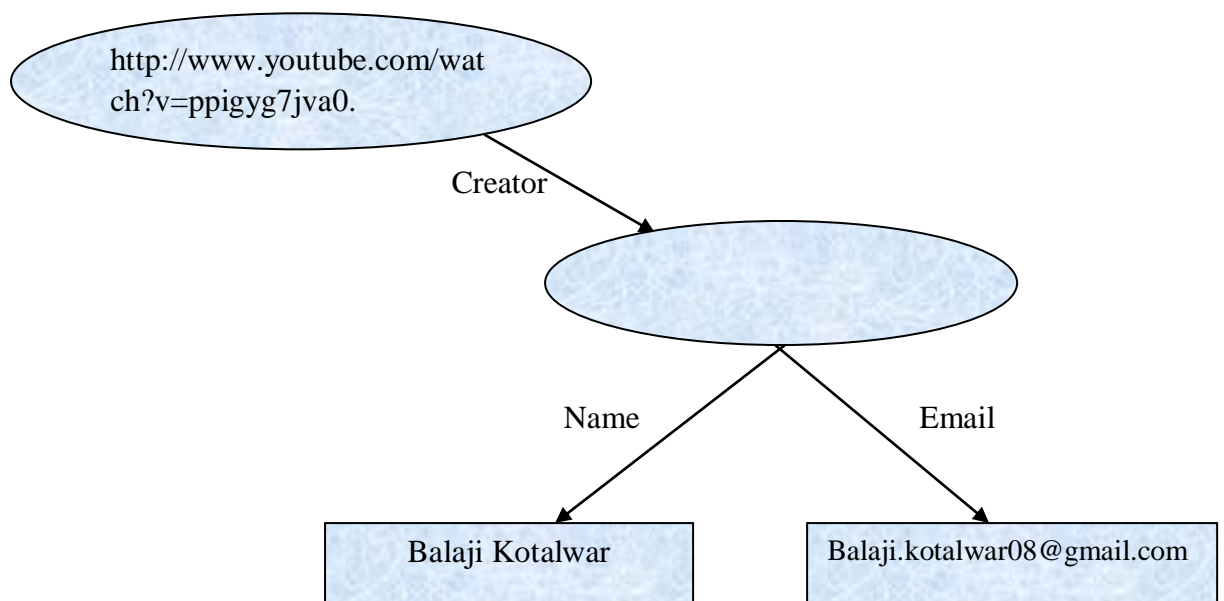 http://www.youtube.com/wat
ch?v=ppigyg7jva0.
Creator
Name
Email
Balaji Kotalwar
Balaji.kotalwar08@gmail.com